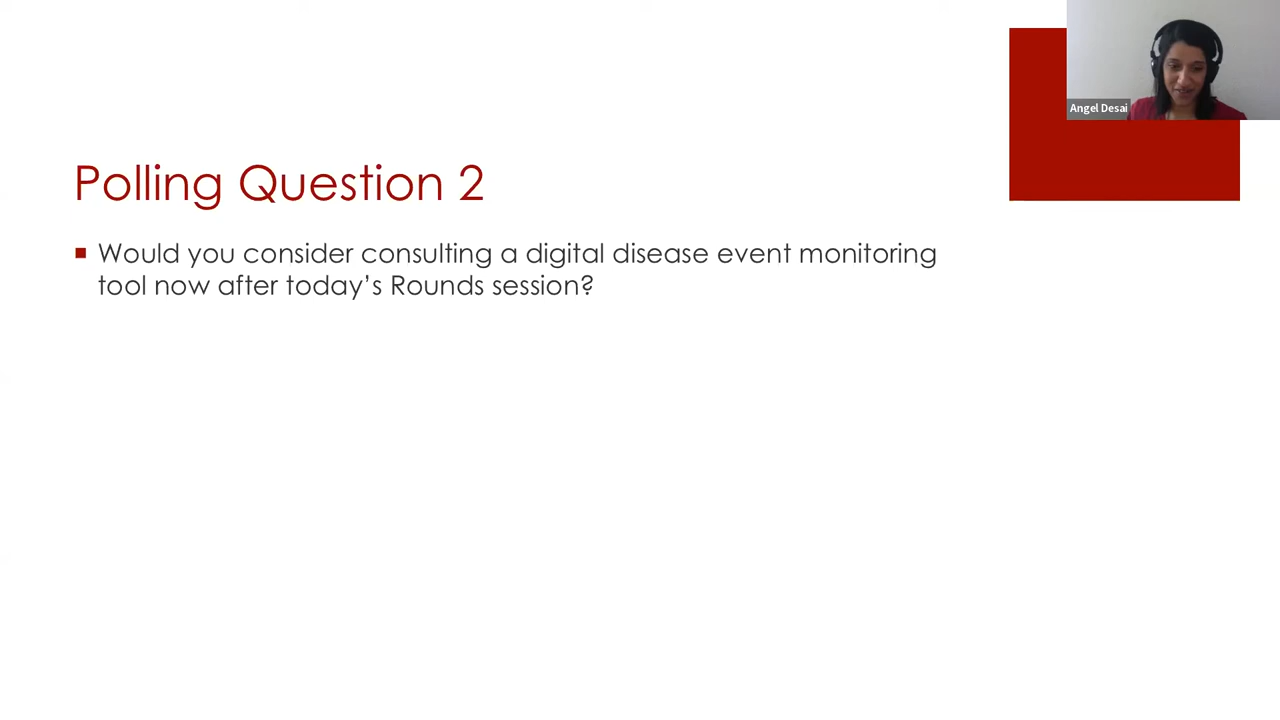 Angel Desai
Polling Question 2
Would you consider consulting a digital disease event monitoring
tool now after today’s Rounds session?